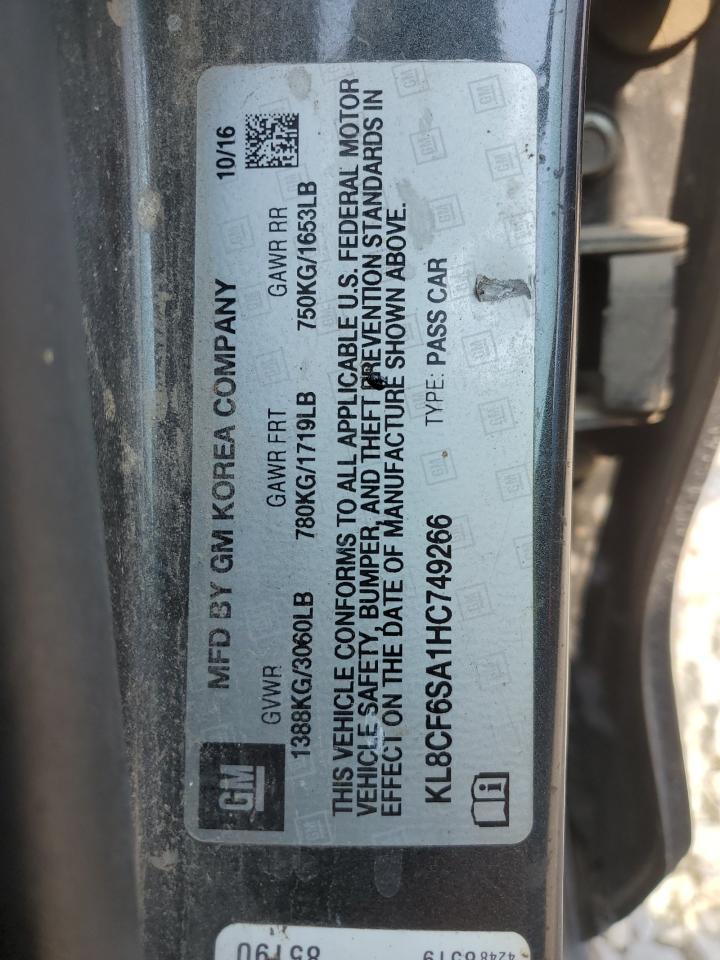 MFD BY GM KOREA COMPANY 10/16
GVWR GAWR FRT GAWR RR
1388KG/3060LB 780KG/1719LB 750KG/1653LB
THIS VEHICLE CONFORMS TO ALL APPLICABLE U.S. FEDERAL MOTOR
VEHICLE SAFETY, BUMPER, AND THEFT PREVENTION STANDARDS IN
EFFECT ON THE DATE OF MANUFACTURE SHOWN ABOVE.
KL8CF6SA1HC749266 TYPE: PASS CAR
GM